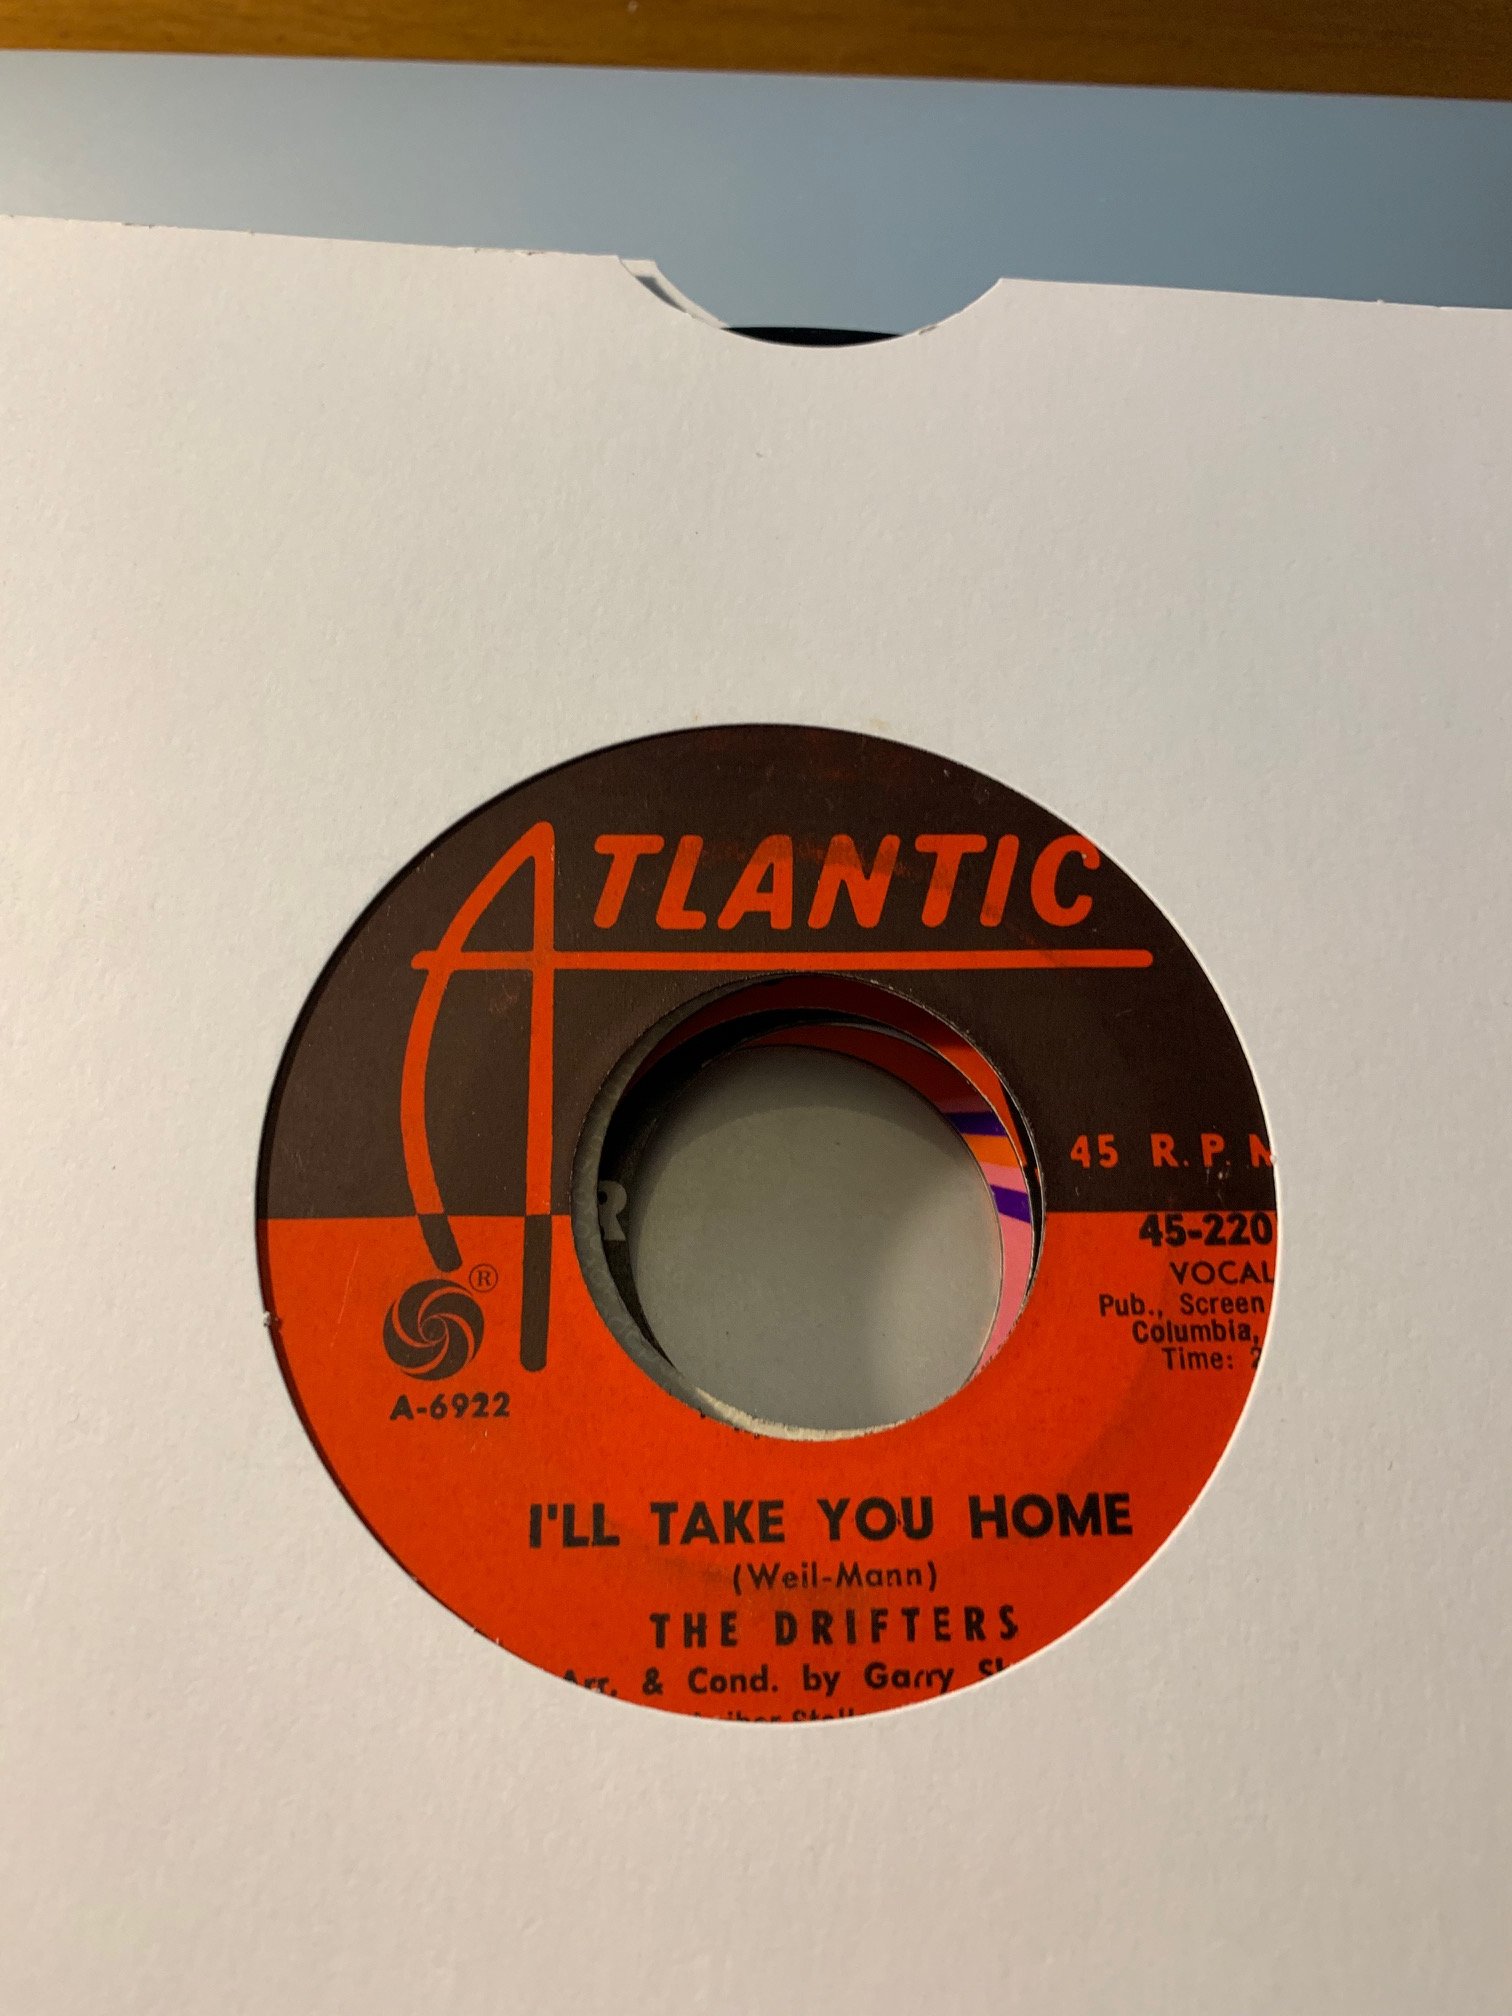 ATLANTIC
45 R.P.M
45-220
VOCAL
Pub., Screen
Columbia,
Time: 2
®
A-6922
I'LL TAKE YOU HOME
(Weil-Mann)
THE DRIFTERS
Arr. & Cond. by Garry
R